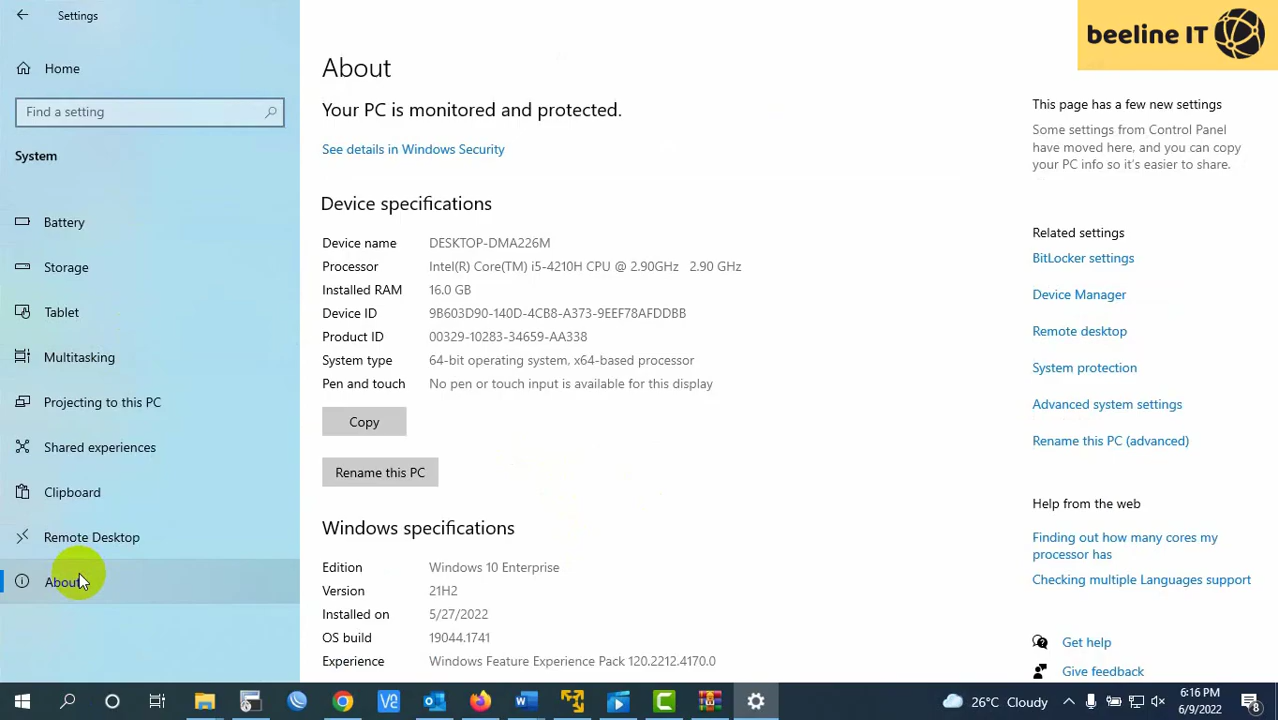 Settings
beeline IT
Home
Find a setting
System
Battery
Storage
Tablet
Multitasking
Projecting to this PC
Shared experiences
Clipboard
Remote Desktop
About
About
Your PC is monitored and protected.
See details in Windows Security
Device specifications
Device name DESKTOP-DMA226M
Processor Intel(R) Core(TM) i5-4210H CPU @ 2.90GHz 2.90 GHz
Installed RAM 16.0 GB
Device ID 9B603D90-140D-4CB8-A373-9EEF78AFDDBB
Product ID 00329-10283-34659-AA338
System type 64-bit operating system, x64-based processor
Pen and touch No pen or touch input is available for this display
Copy
Rename this PC
Windows specifications
Edition Windows 10 Enterprise
Version 21H2
Installed on 5/27/2022
OS build 19044.1741
Experience Windows Feature Experience Pack 120.2212.4170.0
This page has a few new settings
Some settings from Control Panel
have moved here, and you can copy
your PC info so it's easier to share.
Related settings
BitLocker settings
Device Manager
Remote desktop
System protection
Advanced system settings
Rename this PC (advanced)
Help from the web
Finding out how many cores my
processor has
Checking multiple Languages support
Get help
Give feedback
26°C Cloudy
6:16 PM
6/9/2022
8